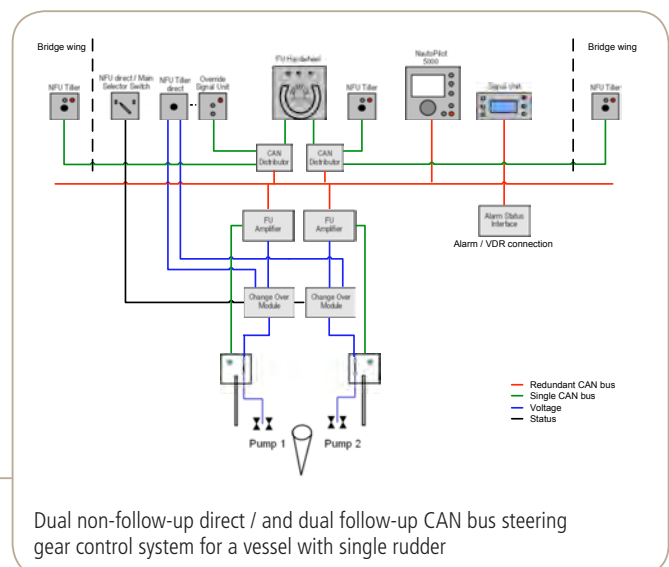 Bridge wing
Bridge wing
NFU Tiller
NFU direct / Main
Selector Switch
NFU Tiller
direct
Override
Signal Unit
FU Handwheel
NFU Tiller
NautoPilot
5000
Signal Unit
NFU Tiller
CAN
Distributor
CAN
Distributor
FU
Amplifier
FU
Amplifier
Alarm Status
Interface
Alarm / VDR connection
Change Over
Module
Change Over
Module
Redundant CAN bus
Single CAN bus
Voltage
Status
Pump 1
Pump 2
Dual non-follow-up direct / and dual follow-up CAN bus steering
gear control system for a vessel with single rudder